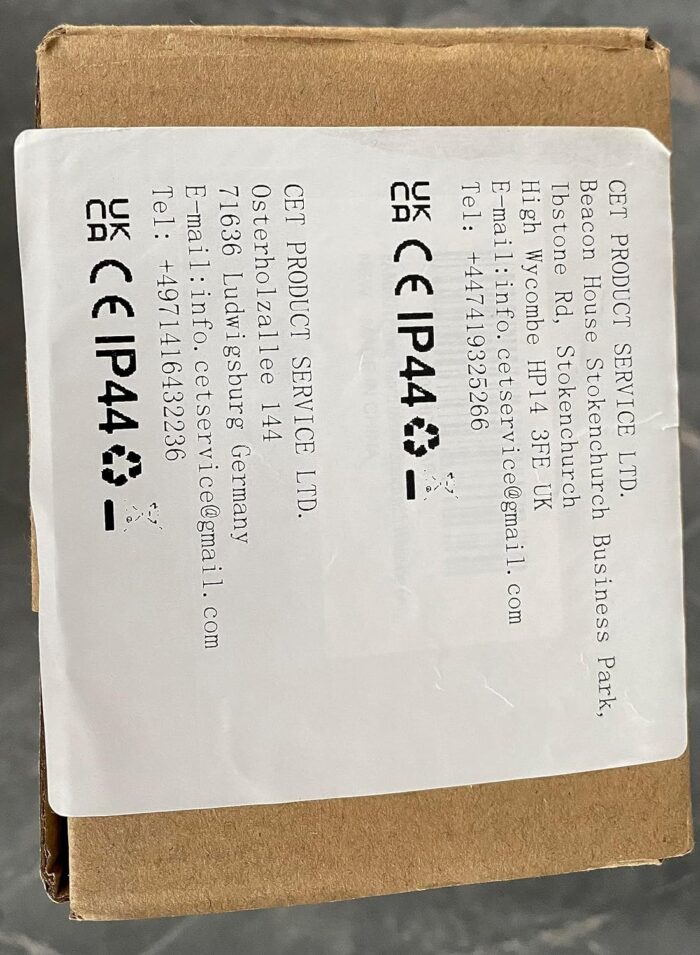 CET PRODUCT SERVICE LTD.
Beacon House Stokenchurch Business Park,
Ibstone Rd, Stokenchurch
High Wycombe HP14 3FE UK
E-mail:info.cetservice@gmail.com
Tel: +447419325266
UK CA CE IP44
CET PRODUCT SERVICE LTD.
Osterholzallee 144
71636 Ludwigsburg Germany
E-mail:info.cetservice@gmail.com
Tel: +4971416432236
UK CA CE IP44